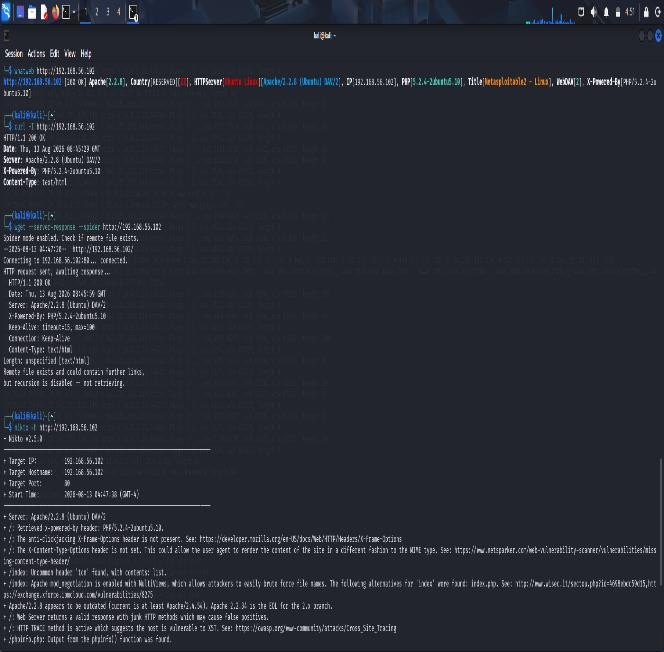 1 2 3 4
4:51
kali@kali: ~
Session Actions Edit View Help
└─$ whatweb http://192.168.56.102
http://192.168.56.102 [200 OK] Apache[2.2.8], Country[RESERVED][ZZ], HTTPServer[Ubuntu Linux][Apache/2.2.8 (Ubuntu) DAV/2], IP[192.168.56.102], PHP[5.2.4-2ubuntu5.10], Title[Metasploitable2 - Linux], WebDAV[2], X-Powered-By[PHP/5.2.4-2u
buntu5.10]
┌──(kali㉿kali)-[~]
└─$ curl -I http://192.168.56.102
HTTP/1.1 200 OK
Date: Thu, 13 Aug 2026 08:45:29 GMT
Server: Apache/2.2.8 (Ubuntu) DAV/2
X-Powered-By: PHP/5.2.4-2ubuntu5.10
Content-Type: text/html
┌──(kali㉿kali)-[~]
└─$ wget --server-response --spider http://192.168.56.102
Spider mode enabled. Check if remote file exists.
--2026-08-13 04:47:20-- http://192.168.56.102/
Connecting to 192.168.56.102:80... connected.
HTTP request sent, awaiting response...
HTTP/1.1 200 OK
Date: Thu, 13 Aug 2026 08:45:59 GMT
Server: Apache/2.2.8 (Ubuntu) DAV/2
X-Powered-By: PHP/5.2.4-2ubuntu5.10
Keep-Alive: timeout=15, max=100
Connection: Keep-Alive
Content-Type: text/html
Length: unspecified [text/html]
Remote file exists and could contain further links,
but recursion is disabled -- not retrieving.
┌──(kali㉿kali)-[~]
└─$ nikto -h http://192.168.56.102
- Nikto v2.5.0
+ Target IP: 192.168.56.102
+ Target Hostname: 192.168.56.102
+ Target Port: 80
+ Start Time: 2026-08-13 04:47:38 (GMT-4)
+ Server: Apache/2.2.8 (Ubuntu) DAV/2
+ /: Retrieved x-powered-by header: PHP/5.2.4-2ubuntu5.10.
+ /: The anti-clickjacking X-Frame-Options header is not present. See: https://developer.mozilla.org/en-US/docs/Web/HTTP/Headers/X-Frame-Options
+ /: The X-Content-Type-Options header is not set. This could allow the user agent to render the content of the site in a different fashion to the MIME type. See: https://www.netsparker.com/web-vulnerability-scanner/vulnerabilities/miss
ing-content-type-header/
+ /index: Uncommon header 'tcn' found, with contents: list.
+ /index: Apache mod_negotiation is enabled with MultiViews, which allows attackers to easily brute force file names. The following alternatives for 'index' were found: index.php. See: http://www.wisec.it/sectou.php?id=4698ebdc59d15,htt
ps://exchange.xforce.ibmcloud.com/vulnerabilities/8275
+ Apache/2.2.8 appears to be outdated (current is at least Apache/2.4.54). Apache 2.2.34 is the EOL for the 2.x branch.
+ /: Web Server returns a valid response with junk HTTP methods which may cause false positives.
+ /: HTTP TRACE method is active which suggests the host is vulnerable to XST. See: https://owasp.org/www-community/attacks/Cross_Site_Tracing
+ /phpinfo.php: Output from the phpinfo() function was found.